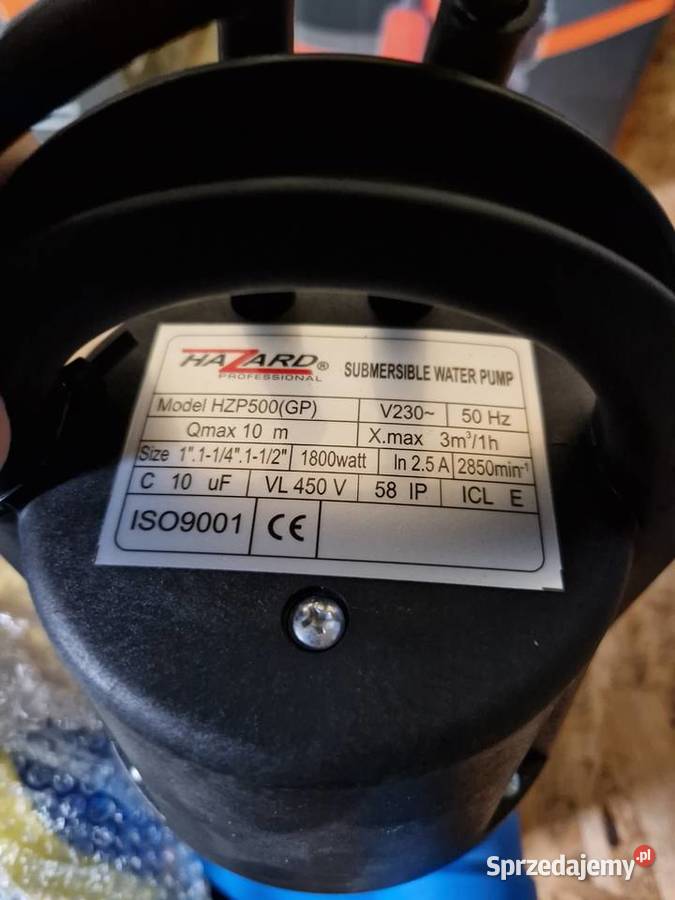 HAZARD®
PROFESSIONAL
SUBMERSIBLE WATER PUMP
Model HZP500(GP) V230~ 50 Hz
Qmax 10 m X.max 3m³/1h
Size 1".1-1/4".1-1/2" 1800watt In 2.5 A 2850min⁻¹
C 10 uF VL 450 V 58 IP ICL E
ISO9001 CE
Sprzedajemy.pl